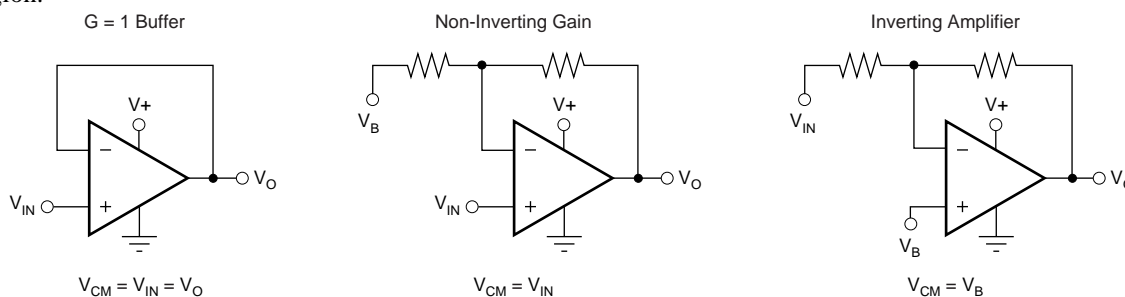 G = 1 Buffer
V+
−
+
V_IN
V_O
V_CM = V_IN = V_O
Non-Inverting Gain
V_B
V+
−
+
V_IN
V_O
V_CM = V_IN
Inverting Amplifier
V_IN
V+
−
+
V_B
V_CM = V_B